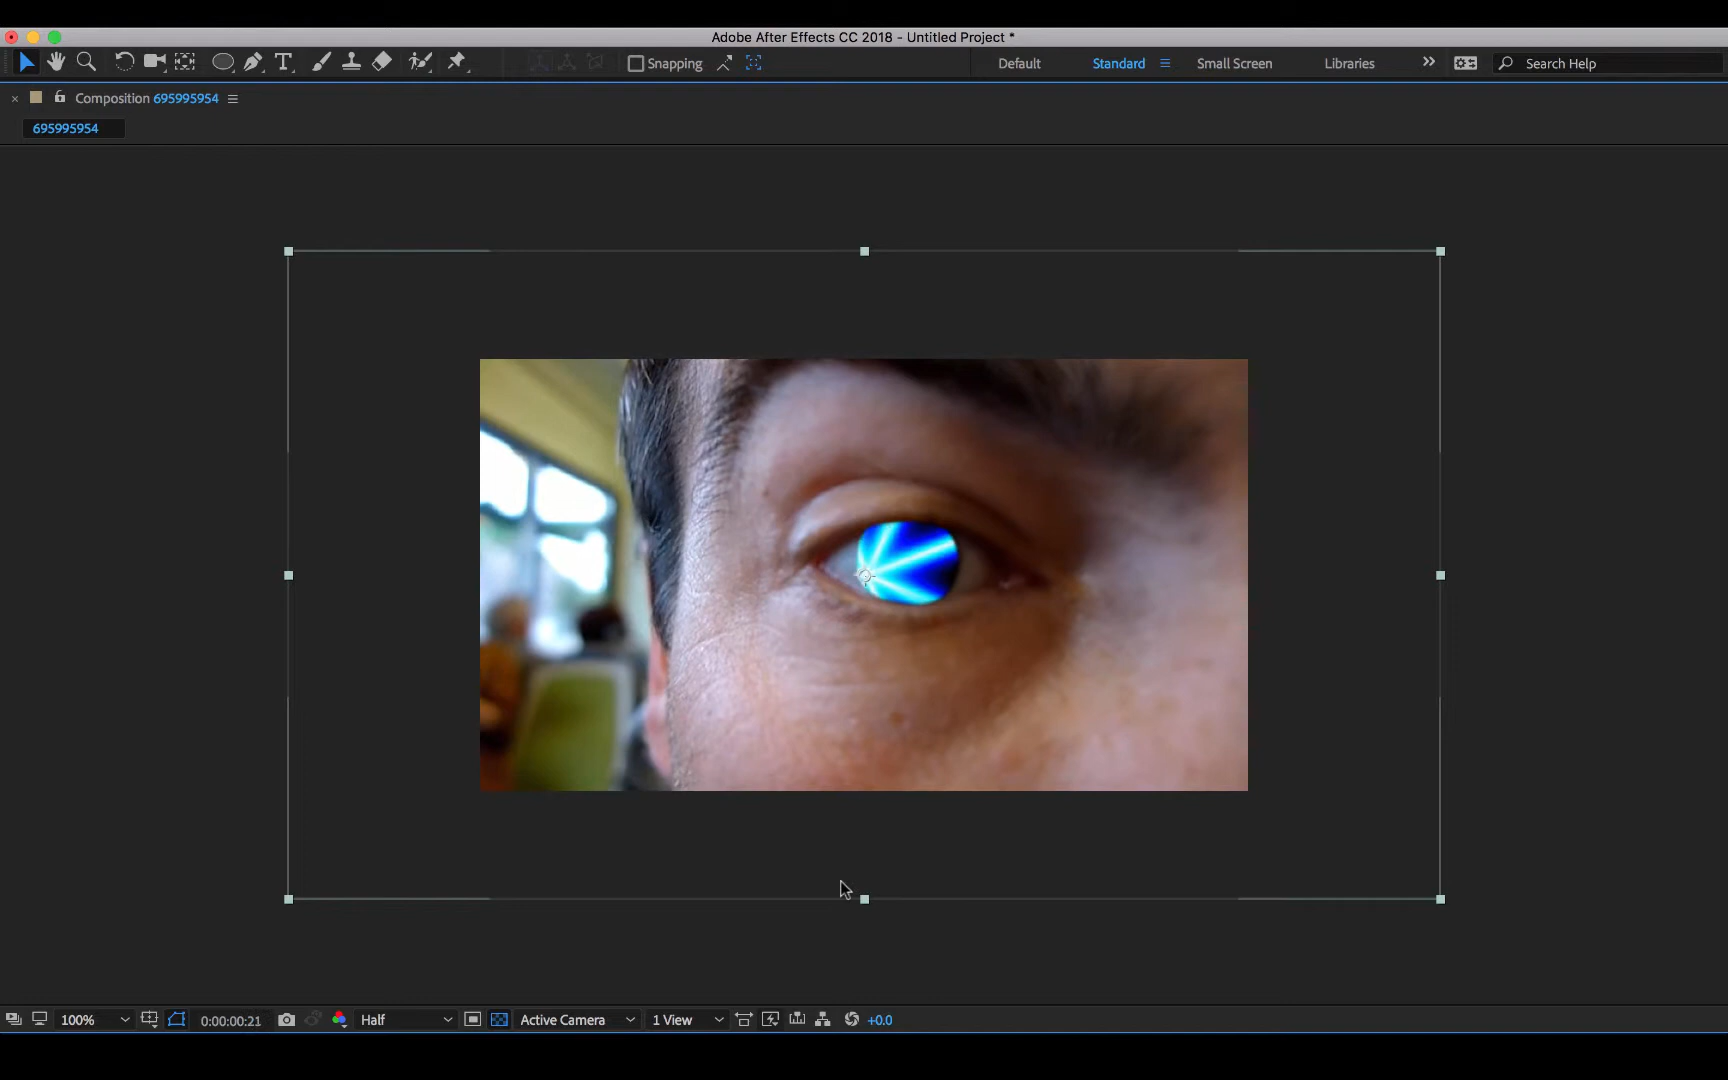 Adobe After Effects CC 2018 - Untitled Project *
Snapping
Default
Standard
Small Screen
Libraries
Search Help
Composition 695995954
695995954
100%
0:00:00:21
Half
Active Camera
1 View
+0.0